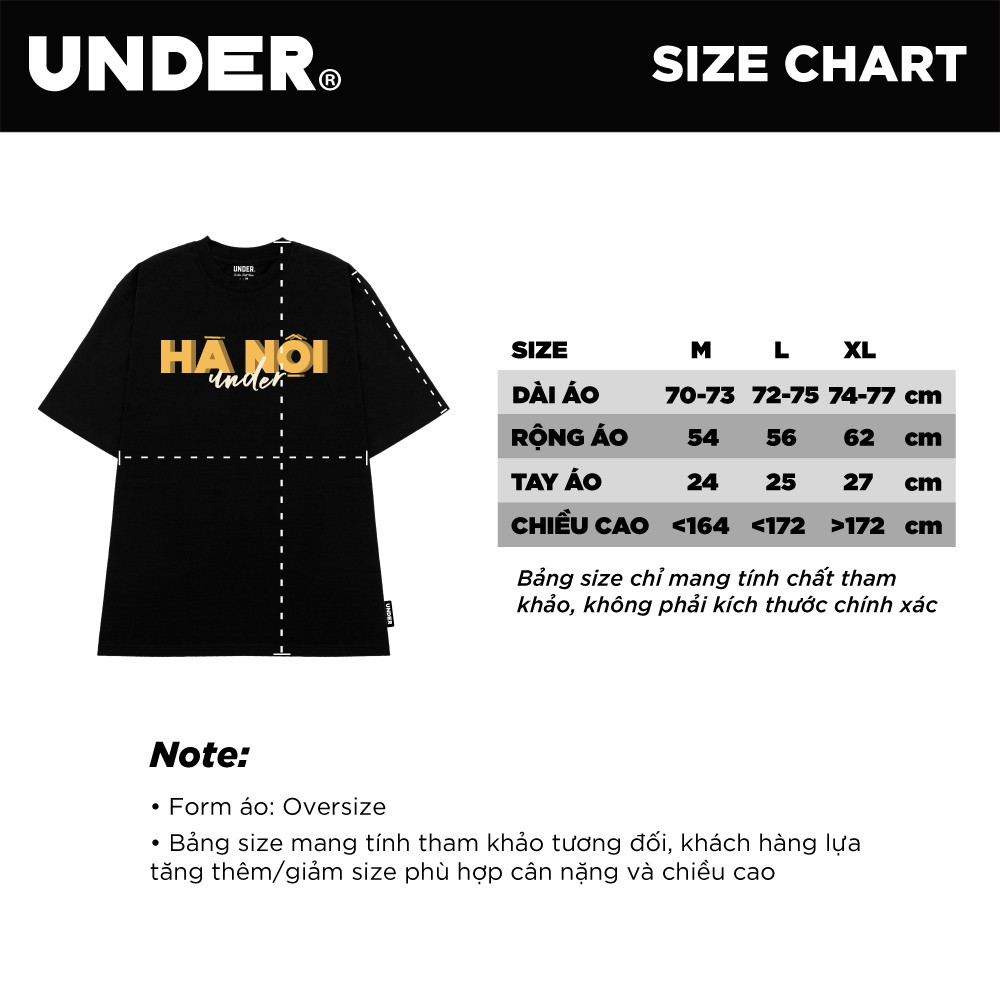 UNDER®
SIZE CHART
UNDER.
HÀ NỘI
under
UNDER.
SIZE M L XL
DÀI ÁO 70-73 72-75 74-77 cm
RỘNG ÁO 54 56 62 cm
TAY ÁO 24 25 27 cm
CHIỀU CAO <164 <172 >172 cm
Bảng size chỉ mang tính chất tham
khảo, không phải kích thước chính xác
Note:
• Form áo: Oversize
• Bảng size mang tính tham khảo tương đối, khách hàng lựa
tăng thêm/giảm size phù hợp cân nặng và chiều cao